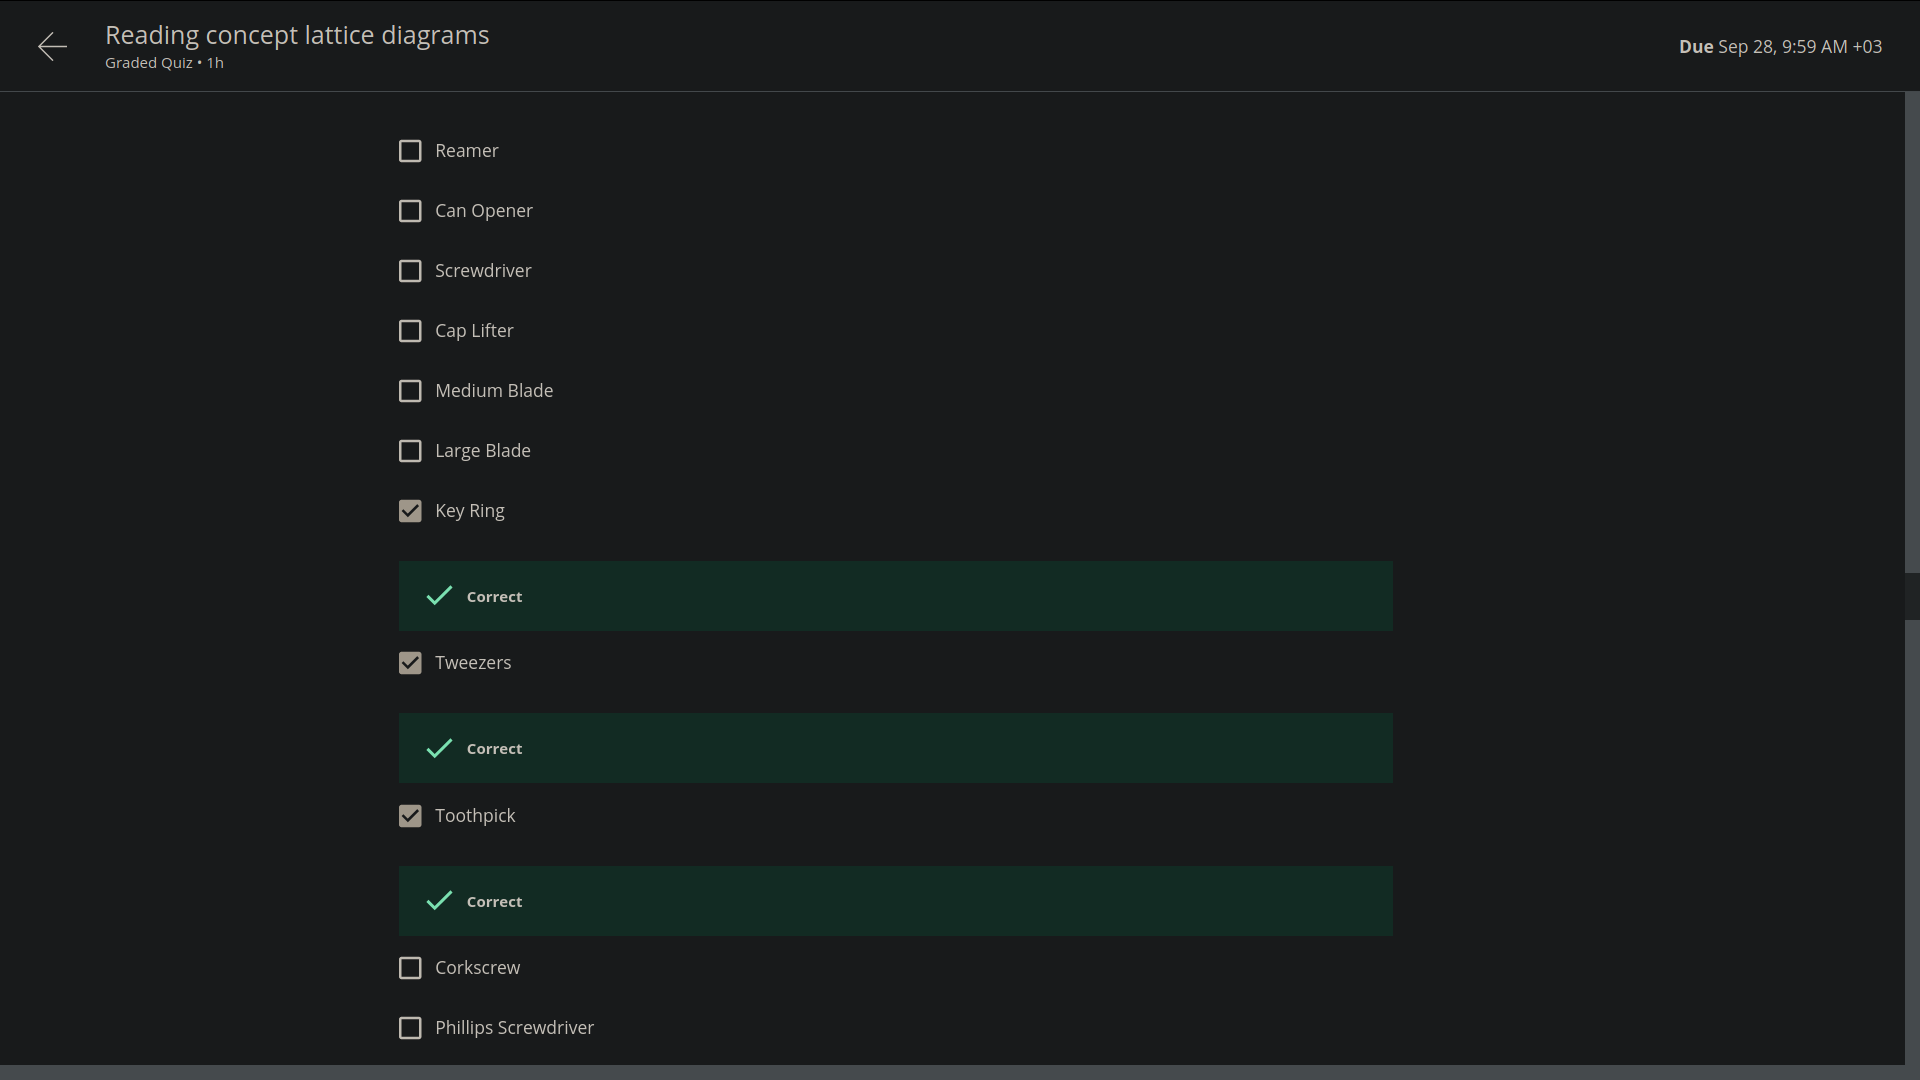 Reading concept lattice diagrams
Graded Quiz • 1h
Due Sep 28, 9:59 AM +03
Reamer
Can Opener
Screwdriver
Cap Lifter
Medium Blade
Large Blade
Key Ring
Correct
Tweezers
Correct
Toothpick
Correct
Corkscrew
Phillips Screwdriver